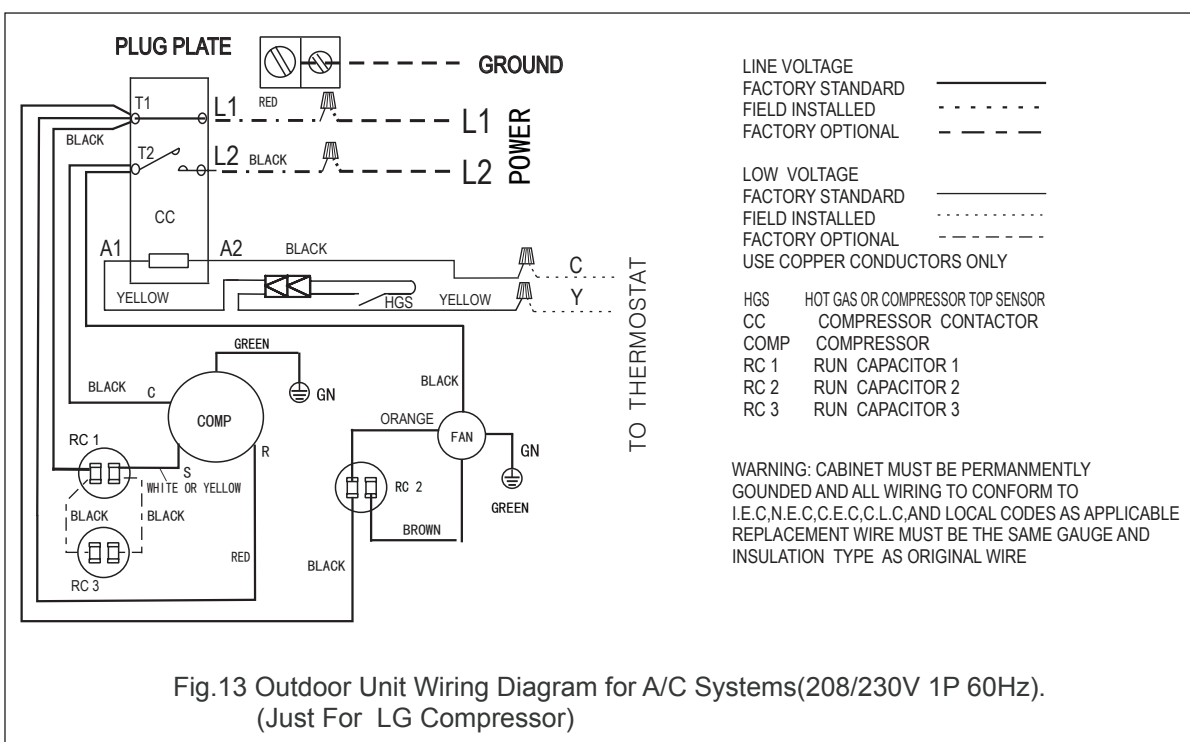 PLUG PLATE
GROUND
T1
L1
RED
L1
BLACK
T2
L2
BLACK
L2
POWER
CC
A1
A2
BLACK
C
YELLOW
HGS
YELLOW
Y
TO THERMOSTAT
GREEN
GN
BLACK
C
COMP
BLACK
ORANGE
FAN
RC 1
R
GN
S
WHITE OR YELLOW
RC 2
GREEN
BLACK
BLACK
BROWN
RED
BLACK
RC 3
LINE VOLTAGE
FACTORY STANDARD
FIELD INSTALLED
FACTORY OPTIONAL
LOW VOLTAGE
FACTORY STANDARD
FIELD INSTALLED
FACTORY OPTIONAL
USE COPPER CONDUCTORS ONLY
HGS HOT GAS OR COMPRESSOR TOP SENSOR
CC COMPRESSOR CONTACTOR
COMP COMPRESSOR
RC 1 RUN CAPACITOR 1
RC 2 RUN CAPACITOR 2
RC 3 RUN CAPACITOR 3
WARNING: CABINET MUST BE PERMANMENTLY
GOUNDED AND ALL WIRING TO CONFORM TO
I.E.C,N.E.C,C.E.C,C.L.C,AND LOCAL CODES AS APPLICABLE
REPLACEMENT WIRE MUST BE THE SAME GAUGE AND
INSULATION TYPE AS ORIGINAL WIRE
Fig.13 Outdoor Unit Wiring Diagram for A/C Systems(208/230V 1P 60Hz).
(Just For LG Compressor)